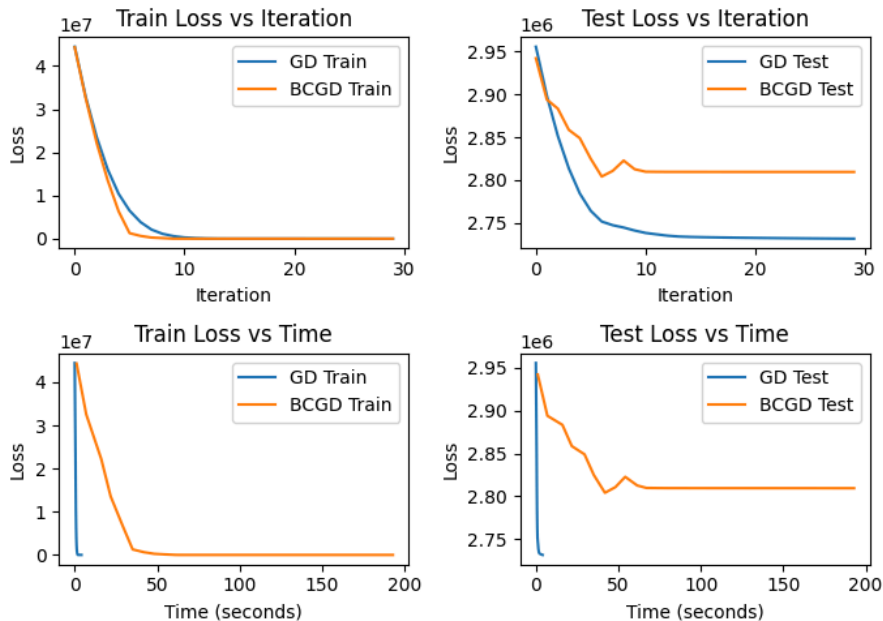 Train Loss vs Iteration
1e7
GD Train
BCGD Train
4
3
2
1
0
Loss
0 10 20 30
Iteration
Test Loss vs Iteration
1e6
GD Test
BCGD Test
2.95
2.90
2.85
2.80
2.75
Loss
0 10 20 30
Iteration
Train Loss vs Time
1e7
GD Train
BCGD Train
4
3
2
1
0
Loss
0 50 100 150 200
Time (seconds)
Test Loss vs Time
1e6
GD Test
BCGD Test
2.95
2.90
2.85
2.80
2.75
Loss
0 50 100 150 200
Time (seconds)